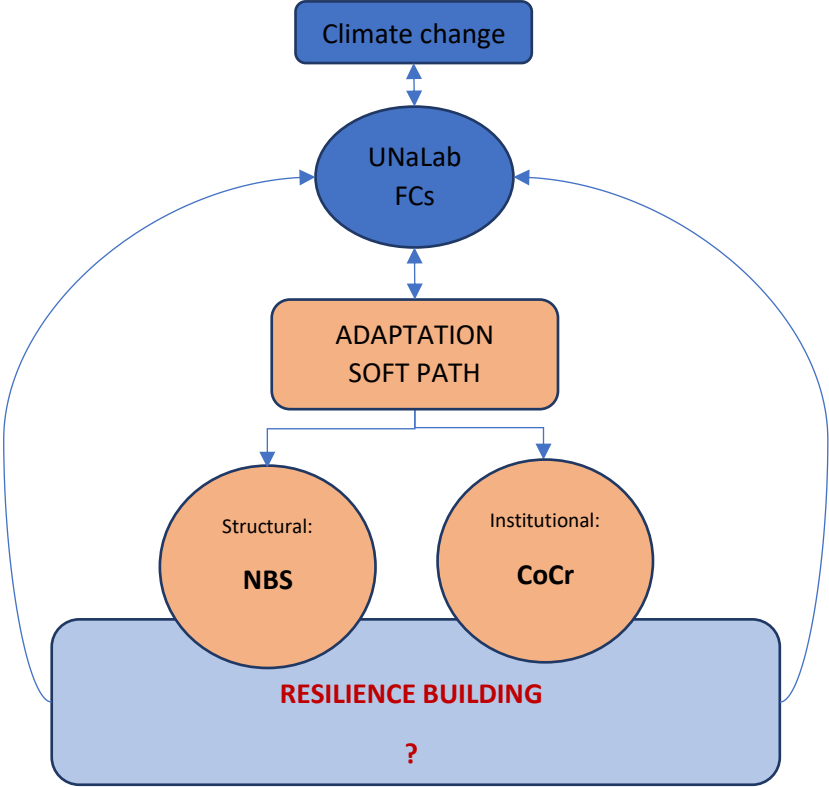 Climate change
UNaLab
FCs
ADAPTATION
SOFT PATH
Structural:
NBS
Institutional:
CoCr
RESILIENCE BUILDING
?